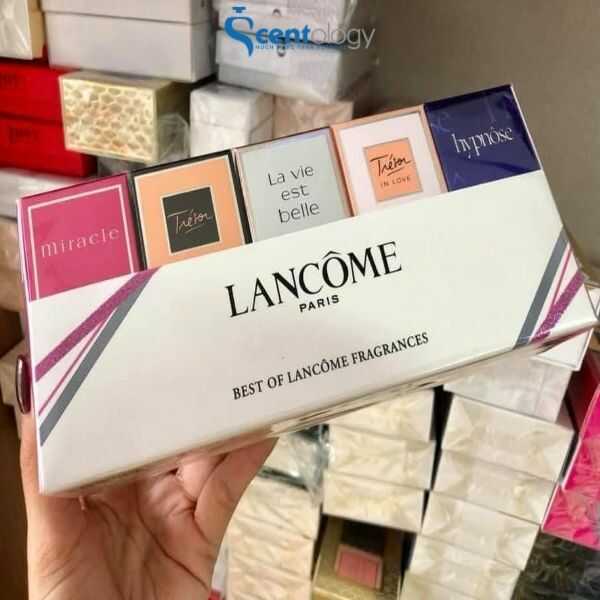 Scentology
miracle
Trésor
La vie
est
belle
Trésor
IN LOVE
hypnôse
LANCÔME
PARIS
BEST OF LANCÔME FRAGRANCES